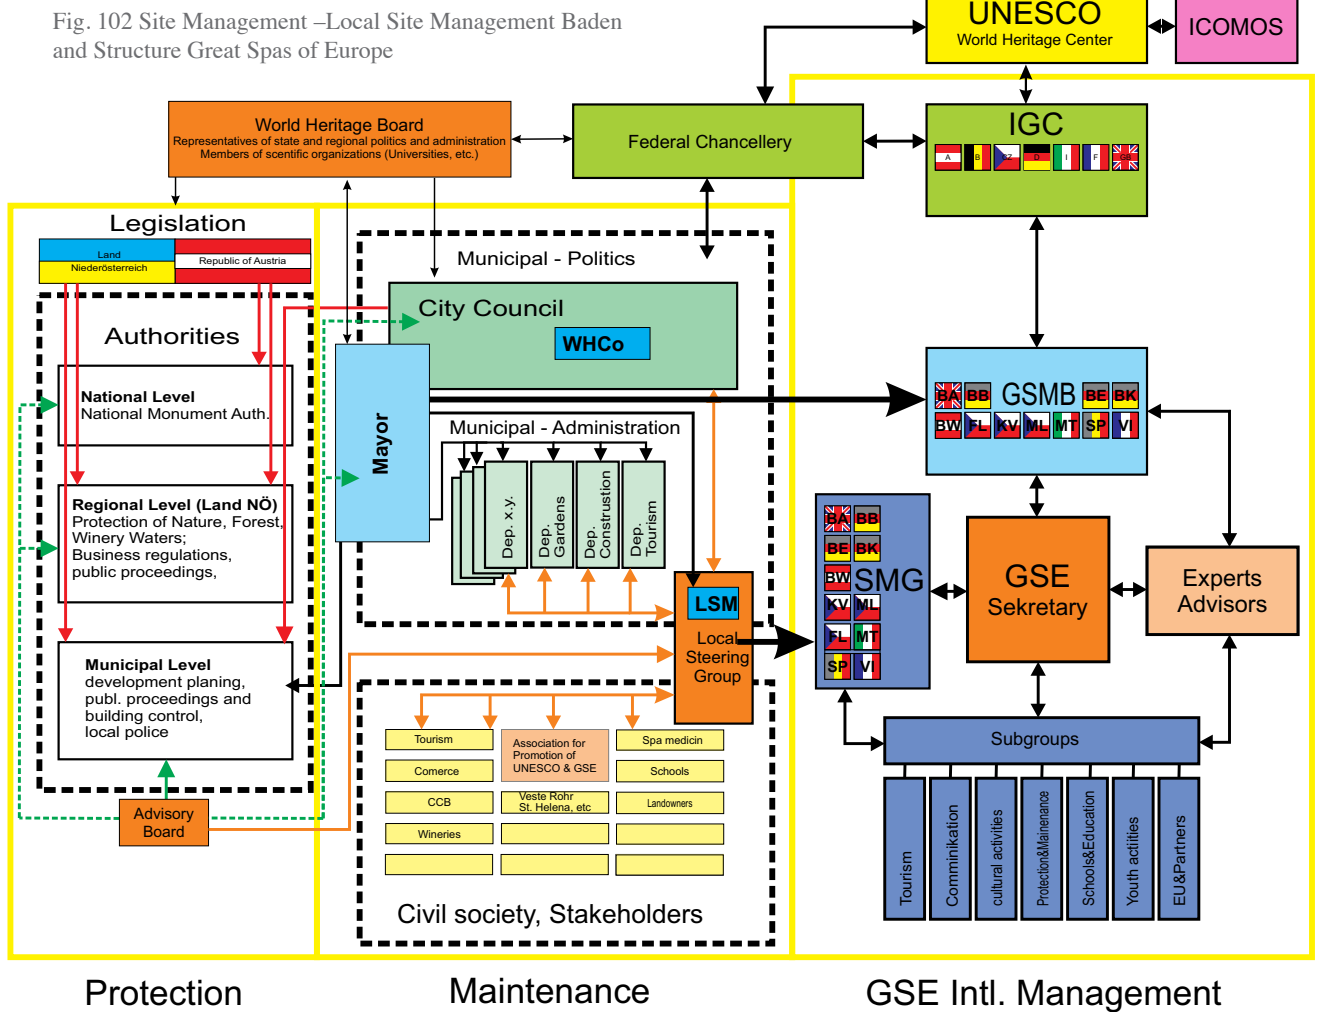 Fig. 102 Site Management –Local Site Management Baden
and Structure Great Spas of Europe
UNESCO
World Heritage Center
ICOMOS
World Heritage Board
Representatives of state and regional politics and administration
Members of scentific organizations (Universities, etc.)
Federal Chancellery
IGC
A
B
CZ
D
I
F
GB
Legislation
Land
Niederösterreich
Republic of Austria
Authorities
National Level
National Monument Auth.
Regional Level (Land NÖ)
Protection of Nature, Forest,
Winery Waters;
Business regulations,
public proceedings,
Municipal Level
development planing,
publ. proceedings and
building control,
local police
Advisory
Board
Municipal - Politics
City Council
WHCo
Mayor
Municipal - Administration
Dep. x.y.
Dep.
Gardens
Dep.
Construstion
Dep.
Tourism
LSM
Local
Steering
Group
Tourism
Association for
Promotion of
UNESCO & GSE
Spa medicin
Comerce
Schools
CCB
Veste Rohr
St. Helena, etc
Landowners
Wineries
Civil society, Stakeholders
GSMB
BA
BB
BE
BK
BW
FL
KV
ML
MT
SP
VI
SMG
BA
BB
BE
BK
BW
KV
ML
FL
MT
SP
VI
GSE
Sekretary
Experts
Advisors
Subgroups
Tourism
Comminikation
cultural activities
Protection&Mainenance
Schools&Education
Youth actiities
EU&Partners
Protection
Maintenance
GSE Intl. Management